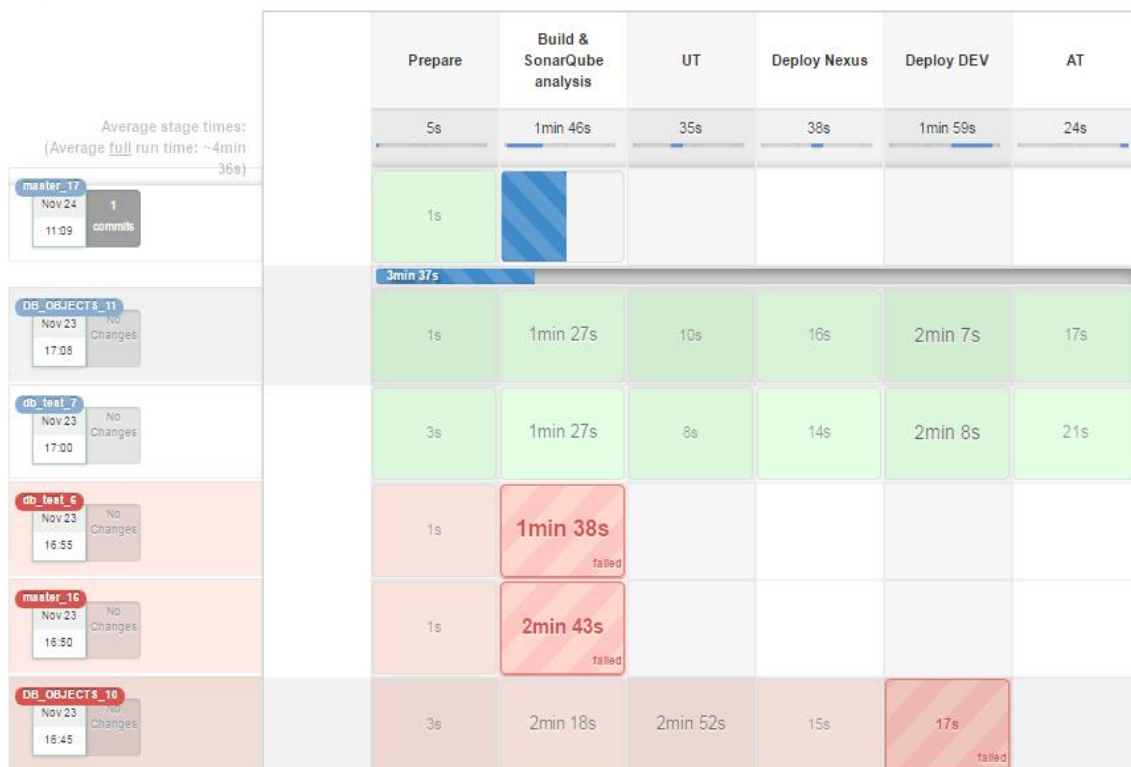 Prepare
Build &
SonarQube
analysis
UT
Deploy Nexus
Deploy DEV
AT
Average stage times:
(Average full run time: ~4min
36s)
5s
1min 46s
35s
38s
1min 59s
24s
master_17
Nov 24
11:09
1
commits
1s
3min 37s
DB_OBJECTS_11
Nov 23
17:08
No
Changes
1s
1min 27s
10s
16s
2min 7s
17s
db_test_7
Nov 23
17:00
No
Changes
3s
1min 27s
8s
14s
2min 8s
21s
db_test_6
Nov 23
16:55
No
Changes
1s
1min 38s
failed
master_16
Nov 23
16:50
No
Changes
1s
2min 43s
failed
DB_OBJECTS_10
Nov 23
16:45
No
Changes
3s
2min 18s
2min 52s
15s
17s
failed